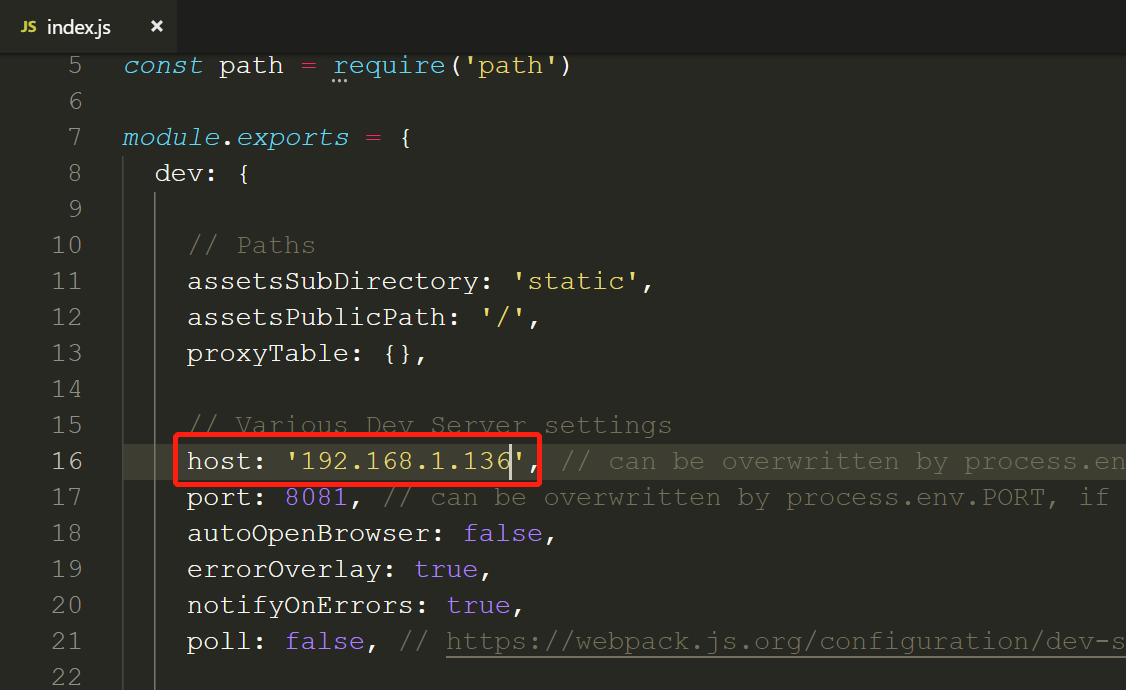 JS index.js ×
5 const path = require('path')
6
7 module.exports = {
8 dev: {
9
10 // Paths
11 assetsSubDirectory: 'static',
12 assetsPublicPath: '/',
13 proxyTable: {},
14
15 // Various Dev Server settings
16 host: '192.168.1.136', // can be overwritten by process.en
17 port: 8081, // can be overwritten by process.env.PORT, if
18 autoOpenBrowser: false,
19 errorOverlay: true,
20 notifyOnErrors: true,
21 poll: false, // https://webpack.js.org/configuration/dev-s
22